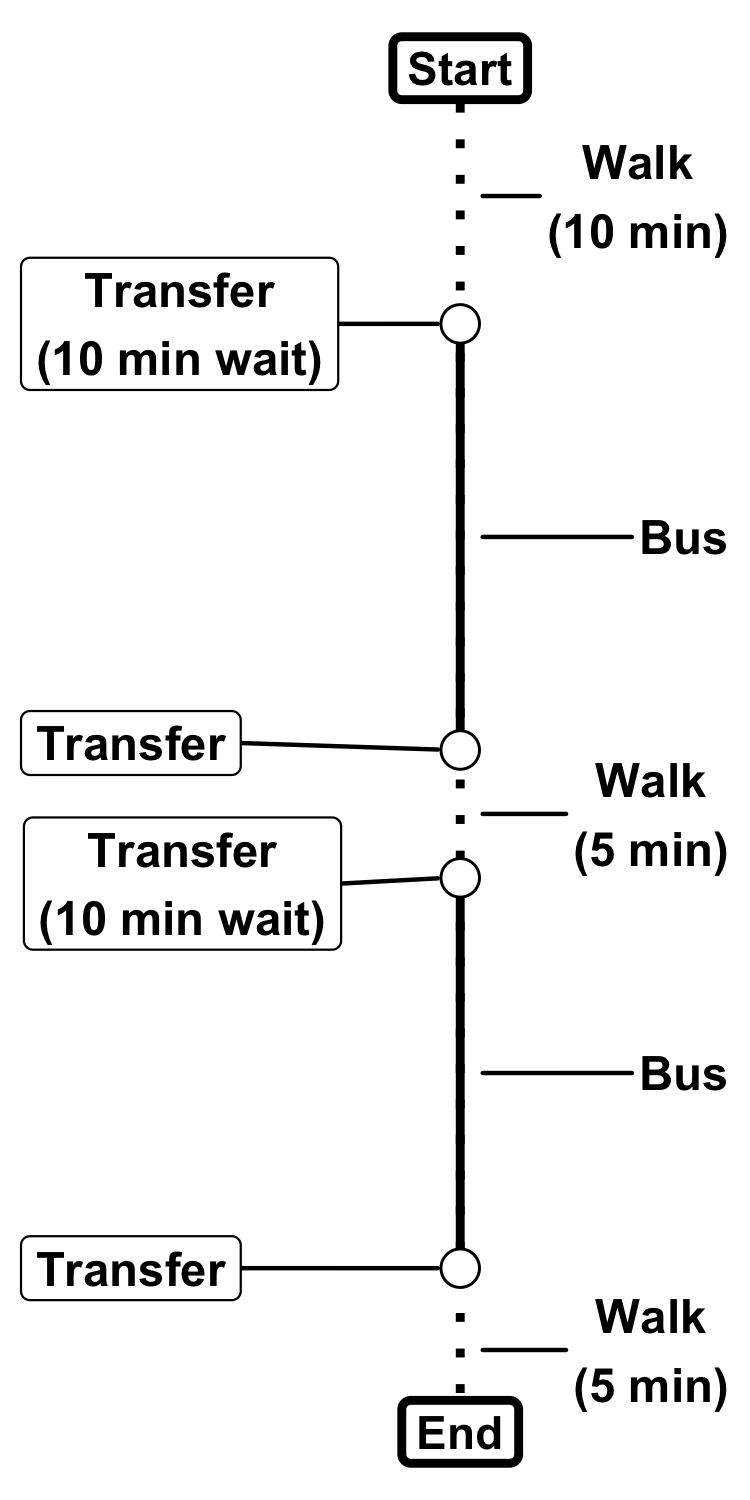 Start
Walk
(10 min)
Transfer
(10 min wait)
Bus
Transfer
Walk
(5 min)
Transfer
(10 min wait)
Bus
Transfer
Walk
(5 min)
End